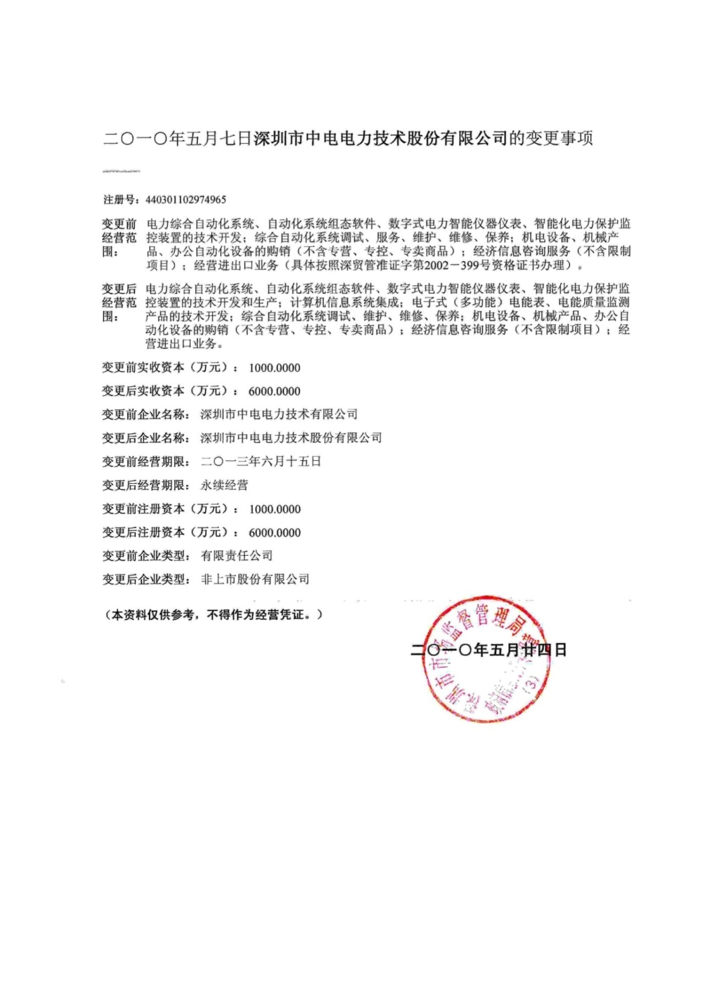 二〇一〇年五月七日深圳市中电电力技术股份有限公司的变更事项
注册号：440301102974965
变更前 电力综合自动化系统、自动化系统组态软件、数字式电力智能仪器仪表、智能化电力保护监
经营范 控装置的技术开发；综合自动化系统调试、服务、维护、维修、保养；机电设备、机械产
围： 品、办公自动化设备的购销（不含专营、专控、专卖商品）；经济信息咨询服务（不含限制
项目）；经营进出口业务（具体按照深贸管准证字第2002－399号资格证书办理）。
变更后 电力综合自动化系统、自动化系统组态软件、数字式电力智能仪器仪表、智能化电力保护监
经营范 控装置的技术开发和生产；计算机信息系统集成；电子式（多功能）电能表、电能质量监测
围： 产品的技术开发；综合自动化系统调试、维护、维修、保养；机电设备、机械产品、办公自
动化设备的购销（不含专营、专控、专卖商品）；经济信息咨询服务（不含限制项目）；经
营进出口业务。
变更前实收资本（万元）： 1000.0000
变更后实收资本（万元）： 6000.0000
变更前企业名称： 深圳市中电电力技术有限公司
变更后企业名称： 深圳市中电电力技术股份有限公司
变更前经营期限： 二〇一三年六月十五日
变更后经营期限： 永续经营
变更前注册资本（万元）： 1000.0000
变更后注册资本（万元）： 6000.0000
变更前企业类型： 有限责任公司
变更后企业类型： 非上市股份有限公司
（本资料仅供参考，不得作为经营凭证。）
深圳市市场监督管理局
二〇一〇年五月廿四日
（3）